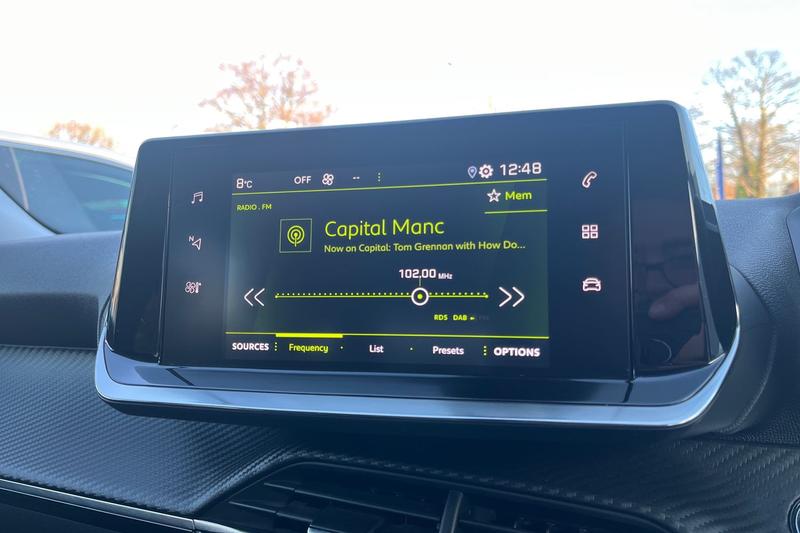 8°C OFF -- 12:48
Mem
RADIO . FM
Capital Manc
Now on Capital: Tom Grennan with How Do...
102,00 MHz
RDS DAB
SOURCES Frequency List Presets OPTIONS
N